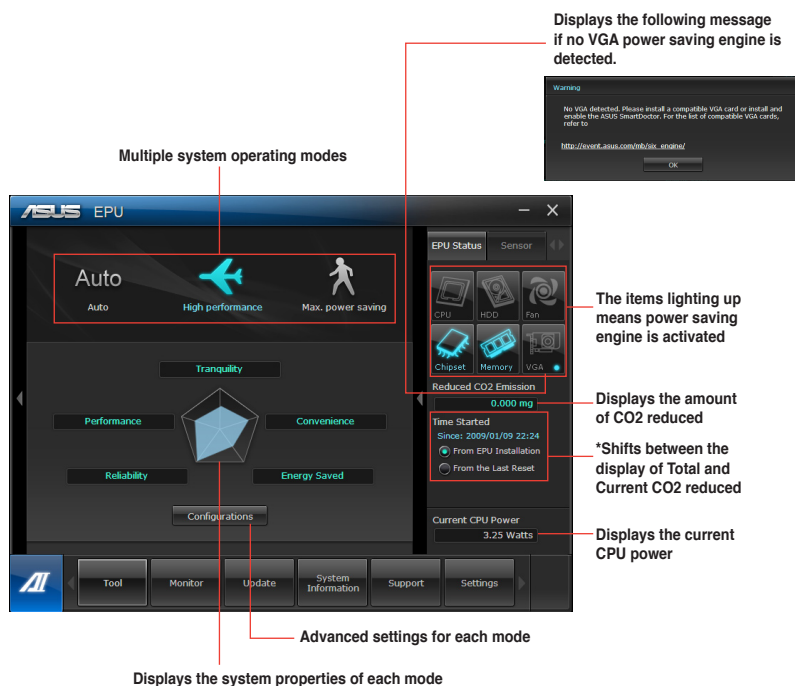 Displays the following message
if no VGA power saving engine is
detected.
Warning
No VGA detected. Please install a compatible VGA card or install and
enable the ASUS SmartDoctor. For the list of compatible VGA cards,
refer to
http://event.asus.com/mb/six_engine/
OK
Multiple system operating modes
ASUS EPU
EPU Status
Sensor
Auto
Auto
High performance
Max. power saving
CPU
HDD
Fan
Chipset
Memory
VGA
The items lighting up
means power saving
engine is activated
Tranquility
Performance
Convenience
Reliability
Energy Saved
Configurations
Reduced CO2 Emission
0.000 mg
Displays the amount
of CO2 reduced
Time Started
Since: 2009/01/09 22:24
From EPU Installation
From the Last Reset
*Shifts between the
display of Total and
Current CO2 reduced
Current CPU Power
3.25 Watts
Displays the current
CPU power
AI
Tool
Monitor
Update
System
Information
Support
Settings
Advanced settings for each mode
Displays the system properties of each mode